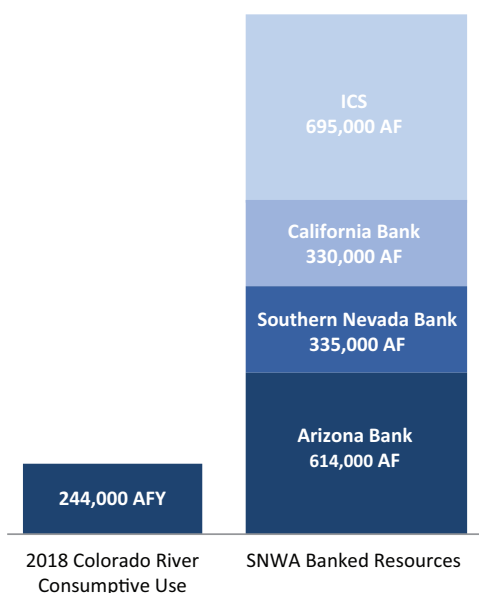 ICS
695,000 AF
California Bank
330,000 AF
Southern Nevada Bank
335,000 AF
Arizona Bank
614,000 AF
244,000 AFY
2018 Colorado River
Consumptive Use
SNWA Banked Resources